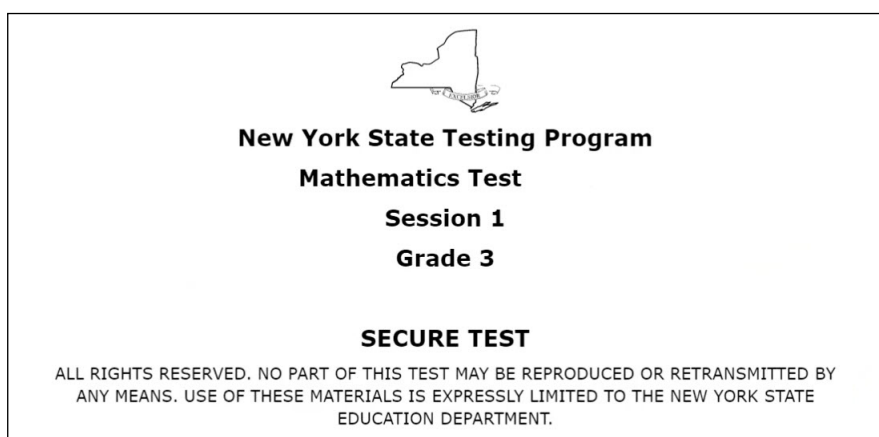 EXCELSIOR
New York State Testing Program
Mathematics Test
Session 1
Grade 3
SECURE TEST
ALL RIGHTS RESERVED. NO PART OF THIS TEST MAY BE REPRODUCED OR RETRANSMITTED BY
ANY MEANS. USE OF THESE MATERIALS IS EXPRESSLY LIMITED TO THE NEW YORK STATE
EDUCATION DEPARTMENT.